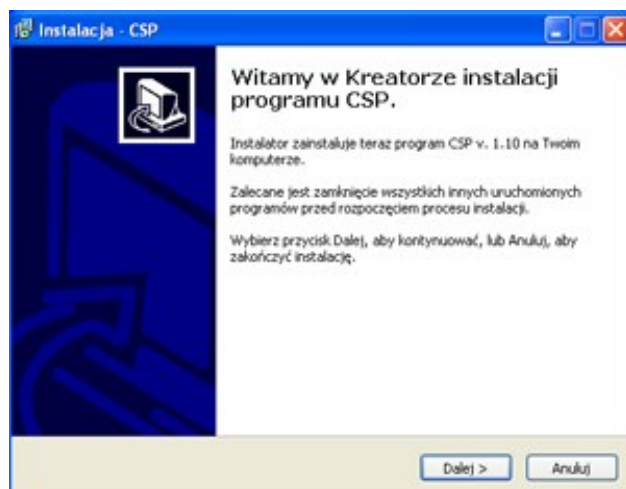 Instalacja - CSP
Witamy w Kreatorze instalacji
programu CSP.
Instalator zainstaluje teraz program CSP v. 1.10 na Twoim
komputerze.
Zalecane jest zamknięcie wszystkich innych uruchomionych
programów przed rozpoczęciem procesu instalacji.
Wybierz przycisk Dalej, aby kontynuować, lub Anuluj, aby
zakończyć instalację.
Dalej >
Anuluj